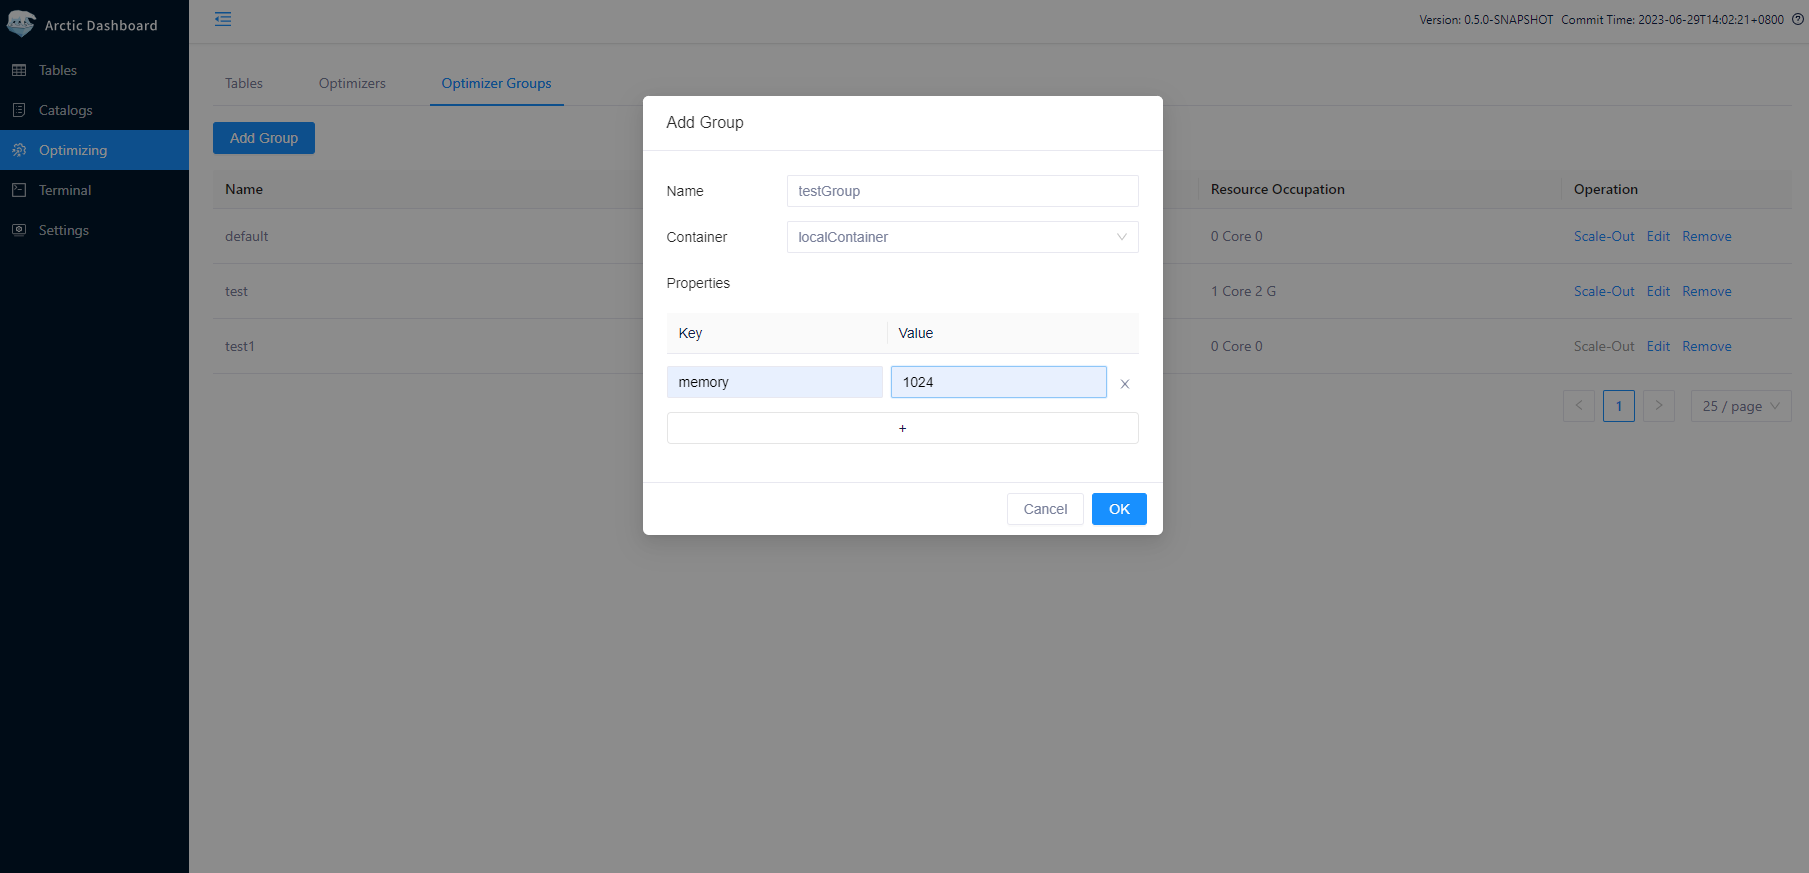 Arctic Dashboard
Version: 0.5.0-SNAPSHOT Commit Time: 2023-06-29T14:02:21+0800
Tables
Catalogs
Optimizing
Terminal
Settings
Tables Optimizers Optimizer Groups
Add Group
Name Resource Occupation Operation
default 0 Core 0 Scale-Out Edit Remove
test 1 Core 2 G Scale-Out Edit Remove
test1 0 Core 0 Scale-Out Edit Remove
< 1 > 25 / page
Add Group
Name testGroup
Container localContainer
Properties
Key Value
memory 1024
+
Cancel OK